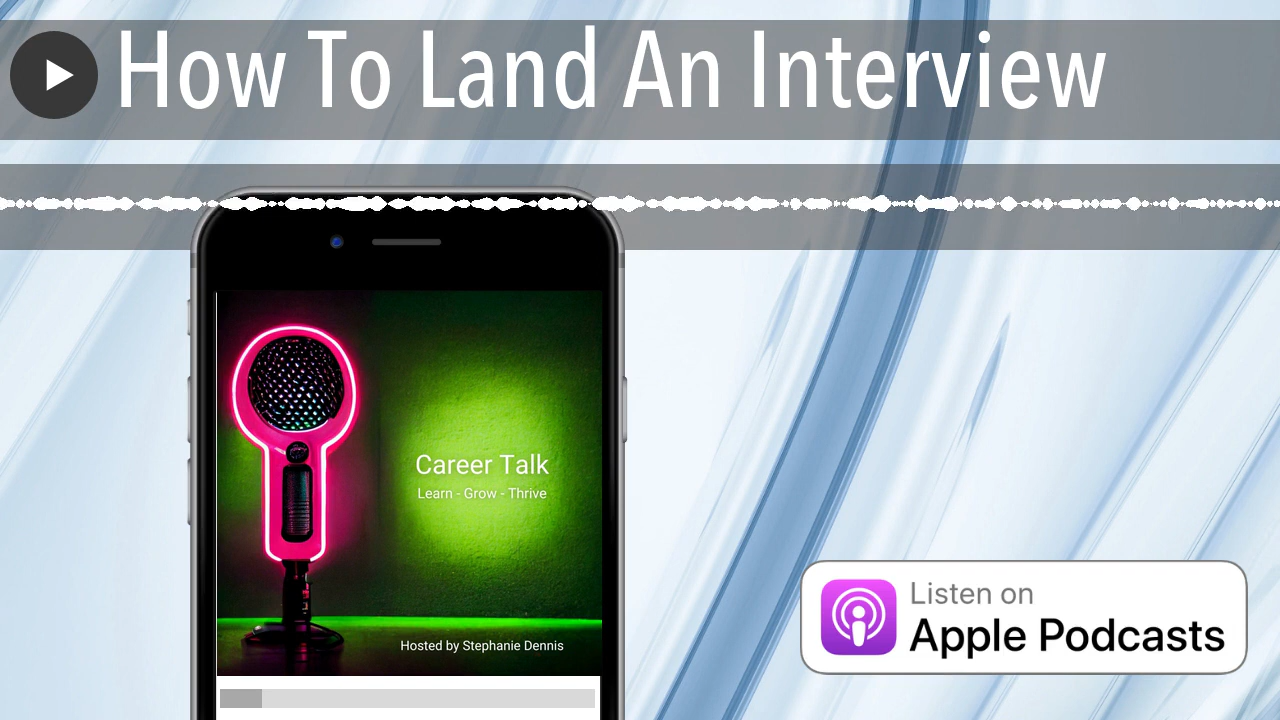 How To Land An Interview
Career Talk
Learn - Grow - Thrive
Hosted by Stephanie Dennis
Listen on
Apple Podcasts